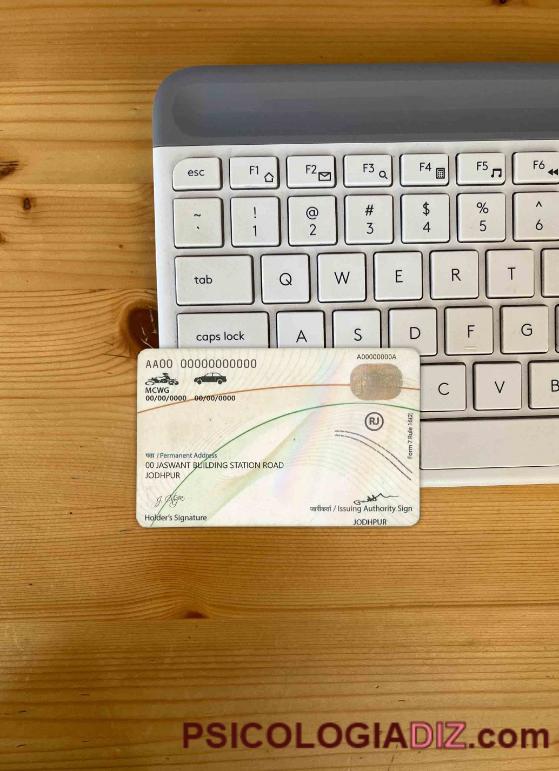 esc F1 F2 F3 F4 F5 F6
~ ! @ # $ % ^
` 1 2 3 4 5 6
tab Q W E R T
caps lock A S D F G
C V B
A00000000A
AA00 00000000000
MCWG
00/00/0000 00/00/0000
RJ
Form 7 Rule 16(2)
पता / Permanent Address
00 JASWANT BUILDING STATION ROAD
JODHPUR
Holder's Signature
जारीकर्ता / Issuing Authority Sign
JODHPUR
PSICOLOGIADIZ.com